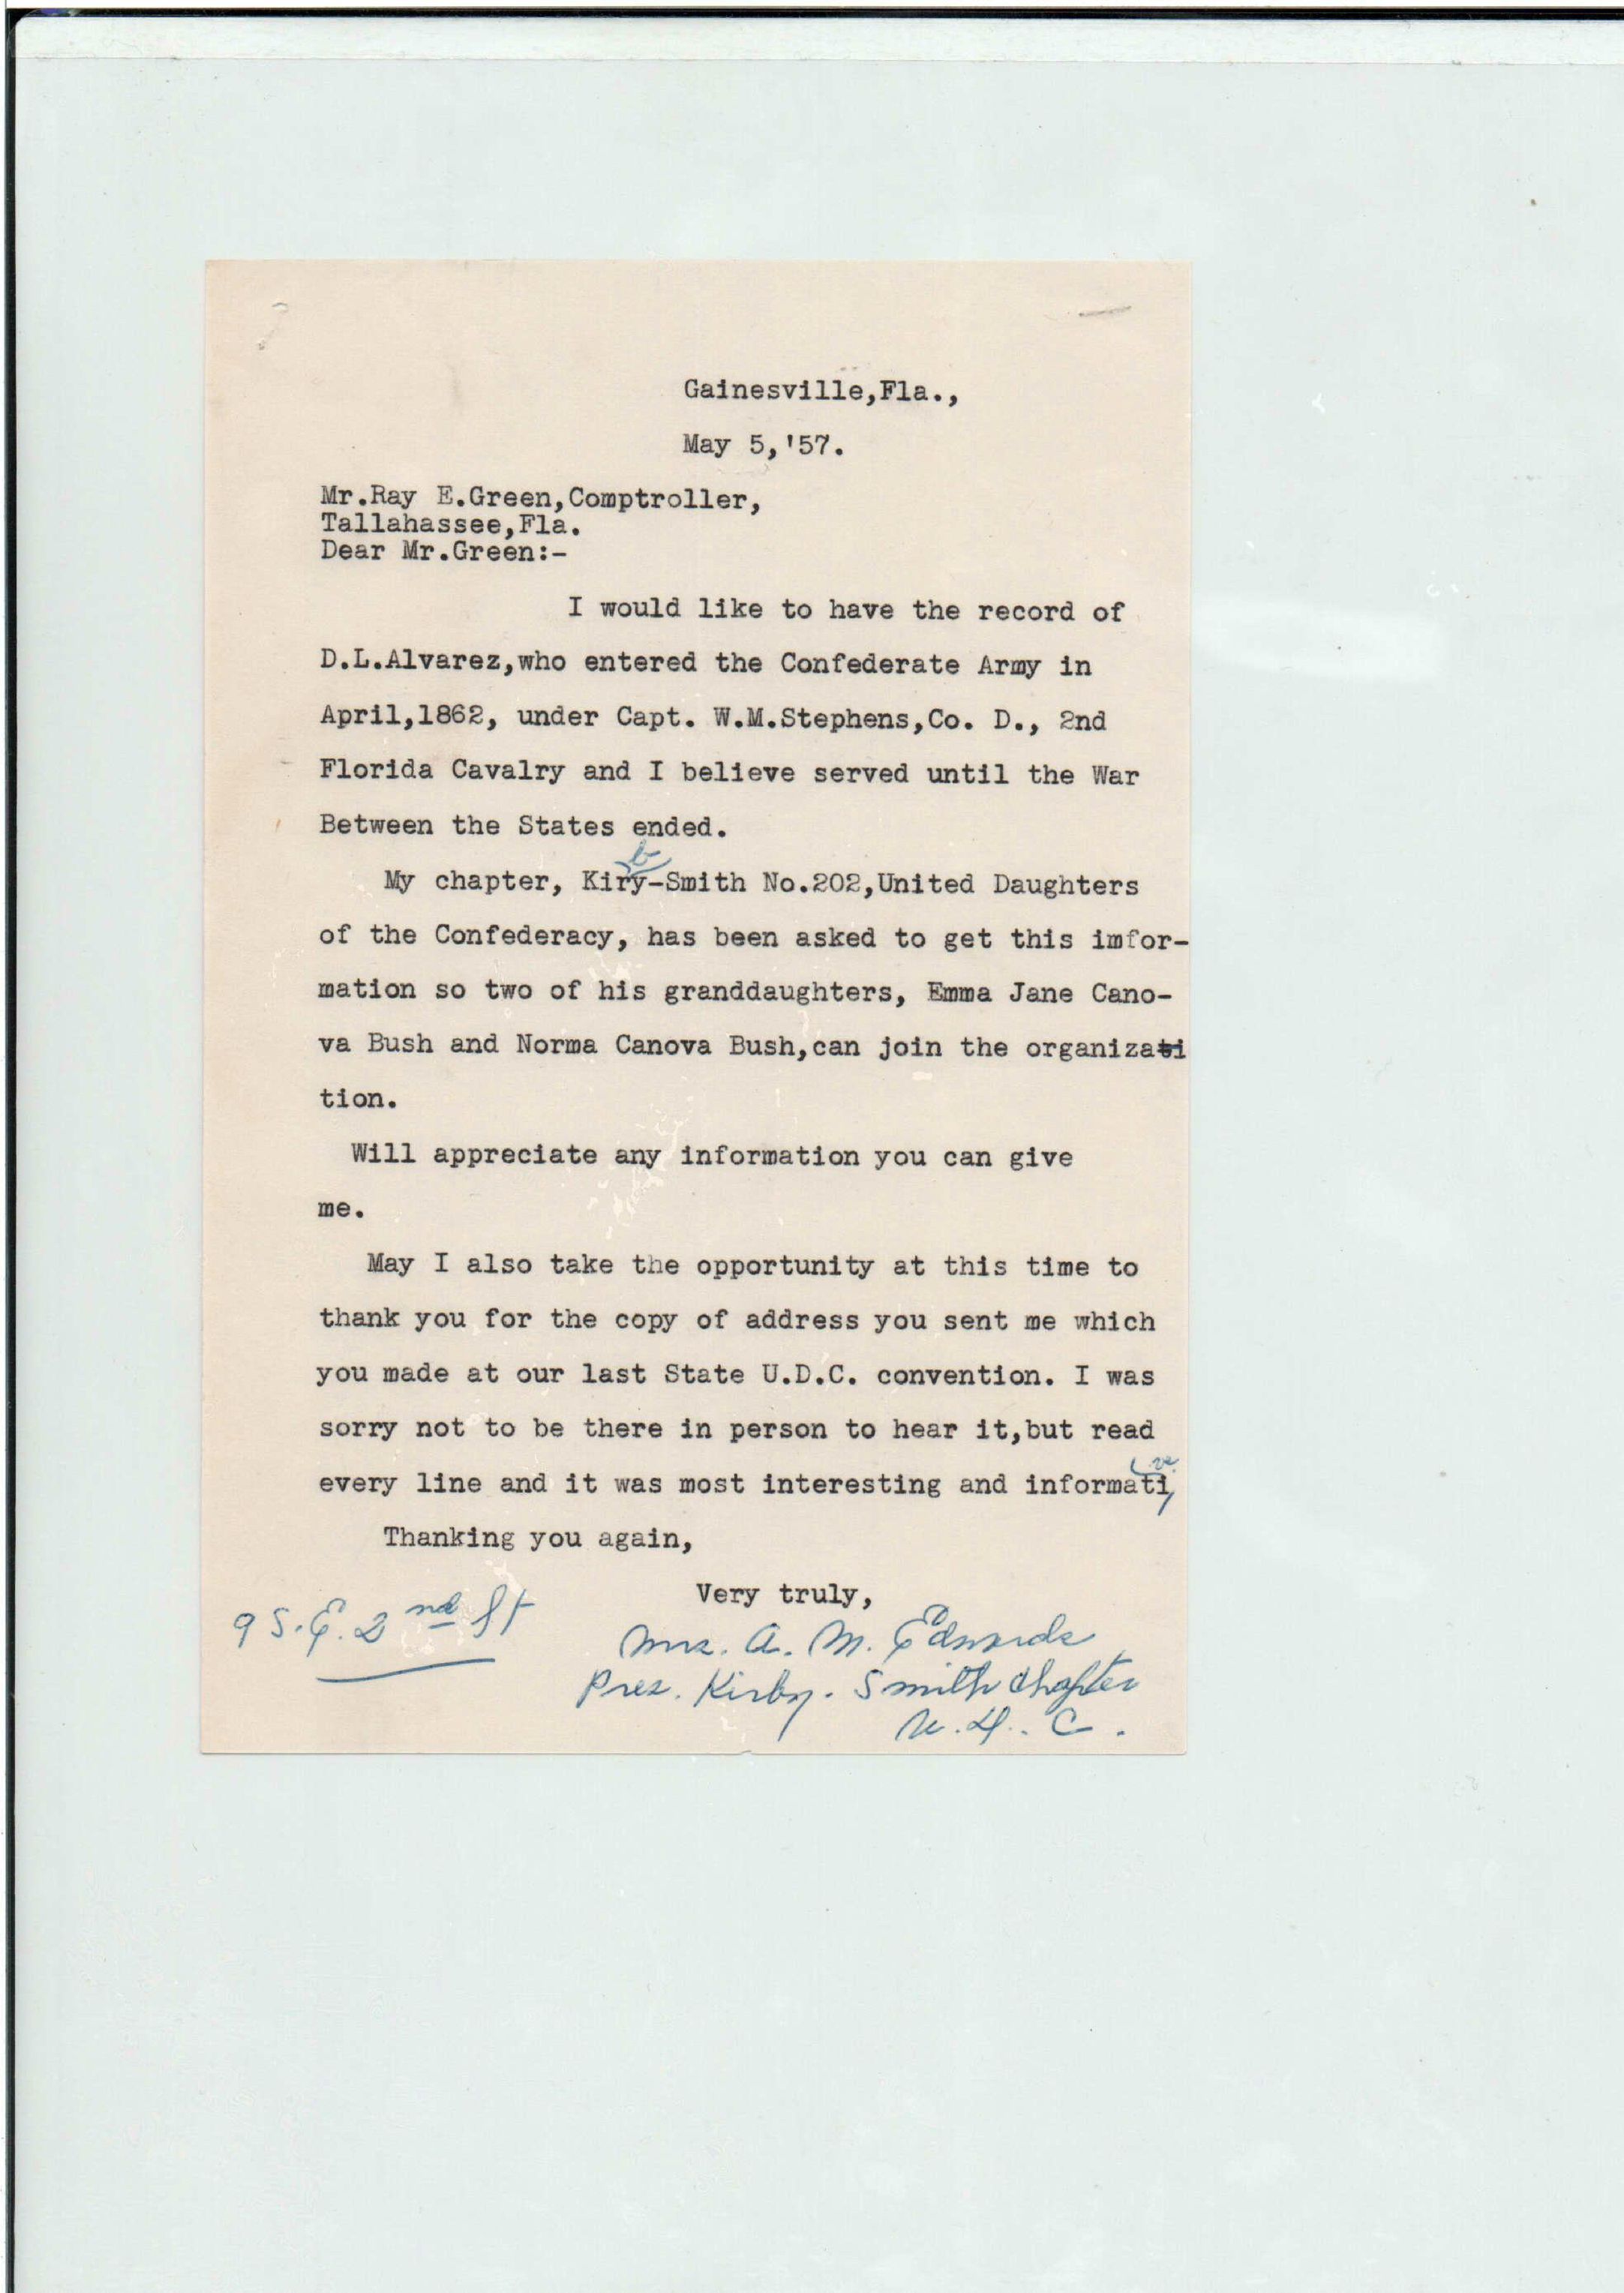 Gainesville,Fla.,
May 5,'57.
Mr.Ray E.Green,Comptroller,
Tallahassee,Fla.
Dear Mr.Green:-
I would like to have the record of
D.L.Alvarez,who entered the Confederate Army in
April,1862, under Capt. W.M.Stephens,Co. D., 2nd
Florida Cavalry and I believe served until the War
Between the States ended.
b
My chapter, Kiry-Smith No.202,United Daughters
of the Confederacy, has been asked to get this imfor-
mation so two of his granddaughters, Emma Jane Cano-
va Bush and Norma Canova Bush,can join the organizati
tion.
Will appreciate any information you can give
me.
May I also take the opportunity at this time to
thank you for the copy of address you sent me which
you made at our last State U.D.C. convention. I was
sorry not to be there in person to hear it,but read
ve.
every line and it was most interesting and informati
Thanking you again,
Very truly,
9 S.E. 2nd St
Mrs. A. M. Edwards
Pres. Kirby-Smith Chapter
U.D.C.